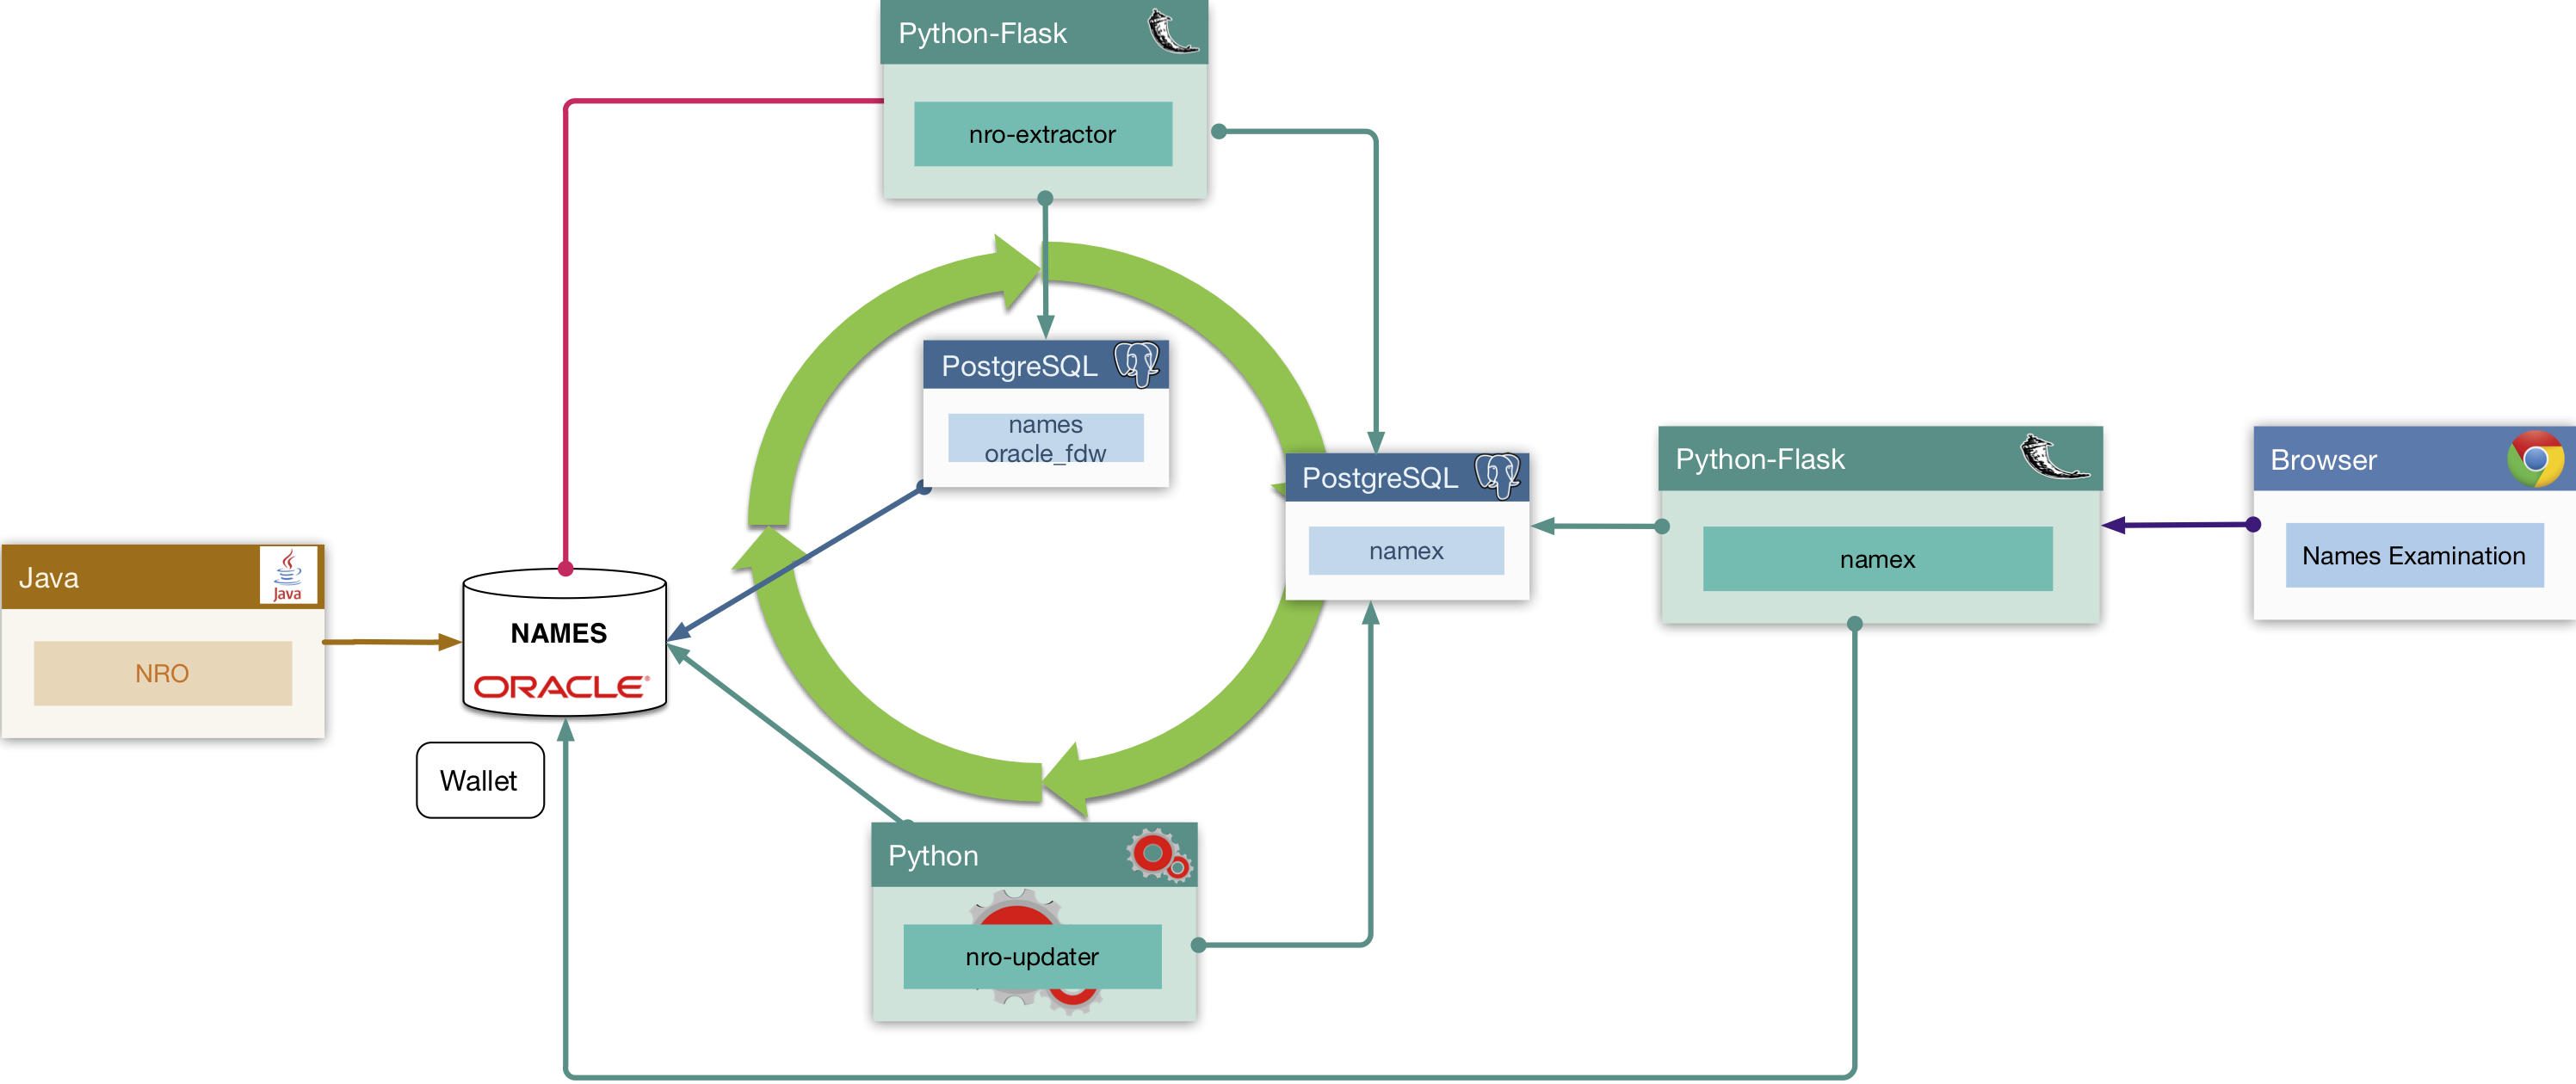 Python-Flask
nro-extractor
PostgreSQL
names
oracle_fdw
PostgreSQL
namex
Python-Flask
namex
Browser
Names Examination
Java
Java
NRO
NAMES
ORACLE®
Wallet
Python
nro-updater